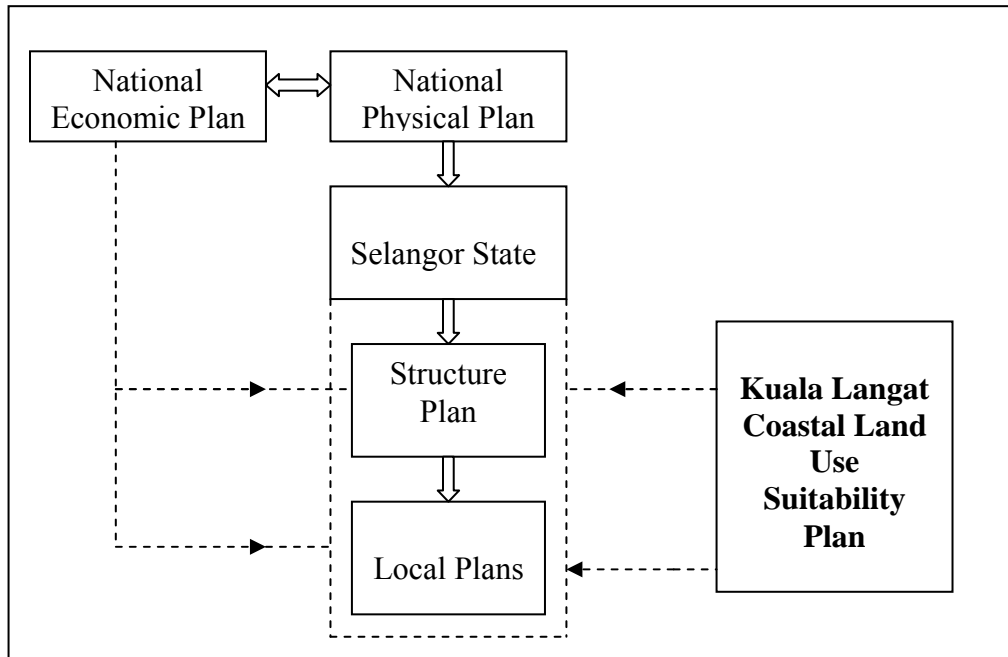 National
Economic Plan
National
Physical Plan
Selangor State
Structure
Plan
Local Plans
Kuala Langat
Coastal Land
Use
Suitability
Plan